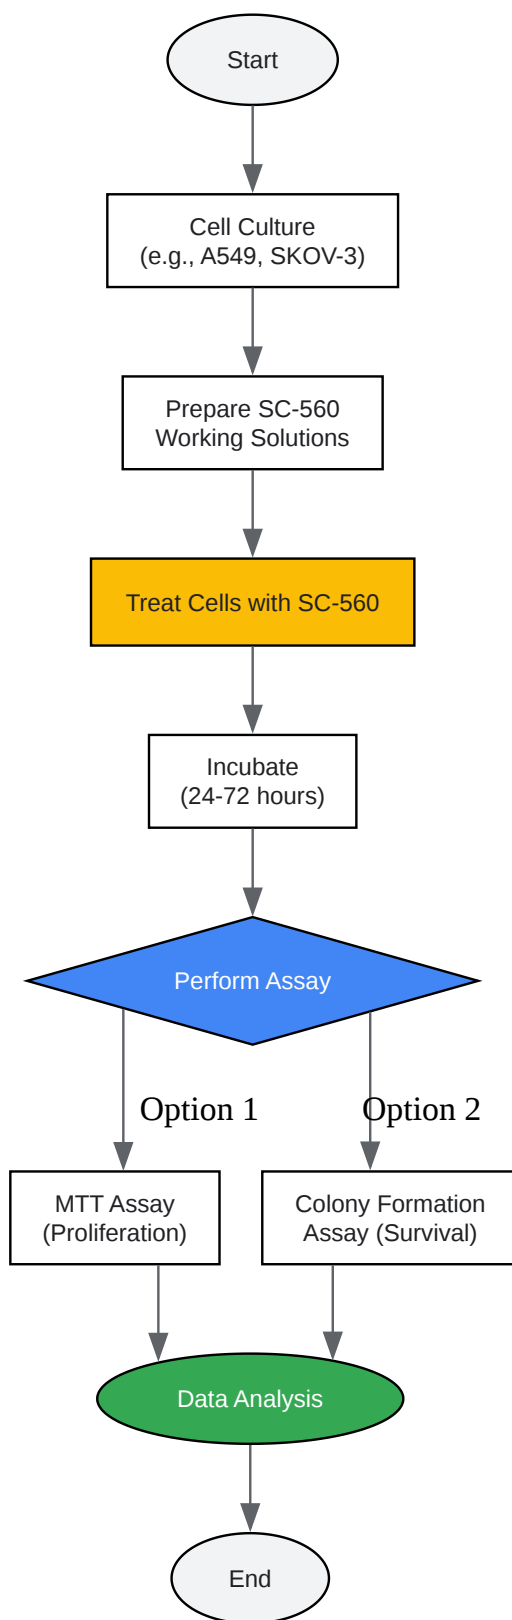 Start
Cell Culture
(e.g., A549, SKOV-3)
Prepare SC-560
Working Solutions
Treat Cells with SC-560
Incubate
(24-72 hours)
Perform Assay
Option 1
Option 2
MTT Assay
(Proliferation)
Colony Formation
Assay (Survival)
Data Analysis
End